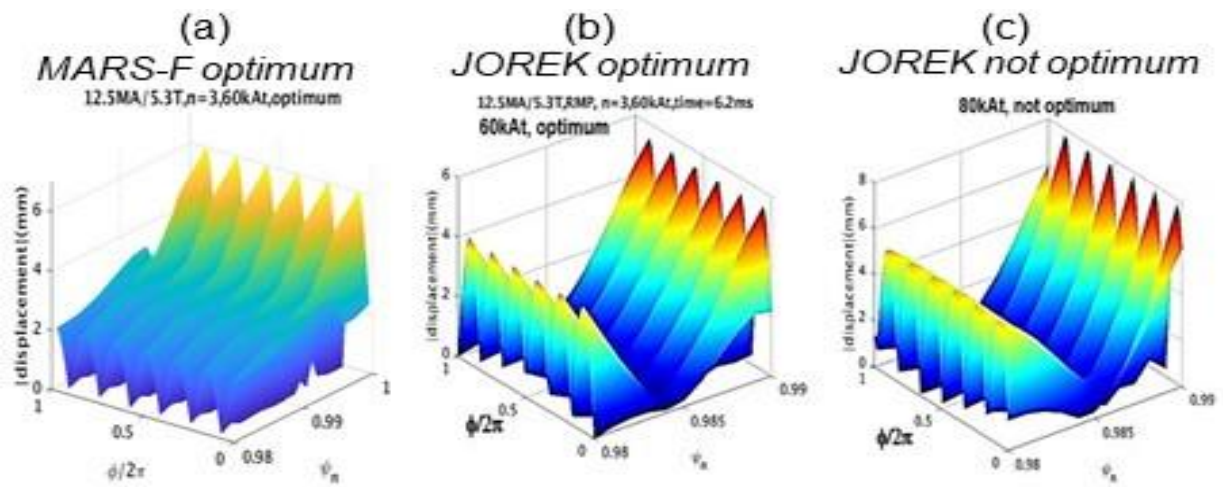 (a)
MARS-F optimum
12.5MA/5.3T,n=3,60kAt,optimum
|displacement|(mm)
6
4
2
0
1
0.5
0
ϕ/2π
0.98
0.99
1
ψn
(b)
JOREK optimum
12.5MA/5.3T,RMP, n=3,60kAt,time=6.2ms
60kAt, optimum
|displacement|(mm)
6
4
2
0
1
0.5
0
ϕ/2π
0.98
0.985
0.99
ψn
(c)
JOREK not optimum
80kAt, not optimum
|displacement|(mm)
8
6
4
2
0
1
0.5
0
ϕ/2π
0.98
0.985
0.99
ψn